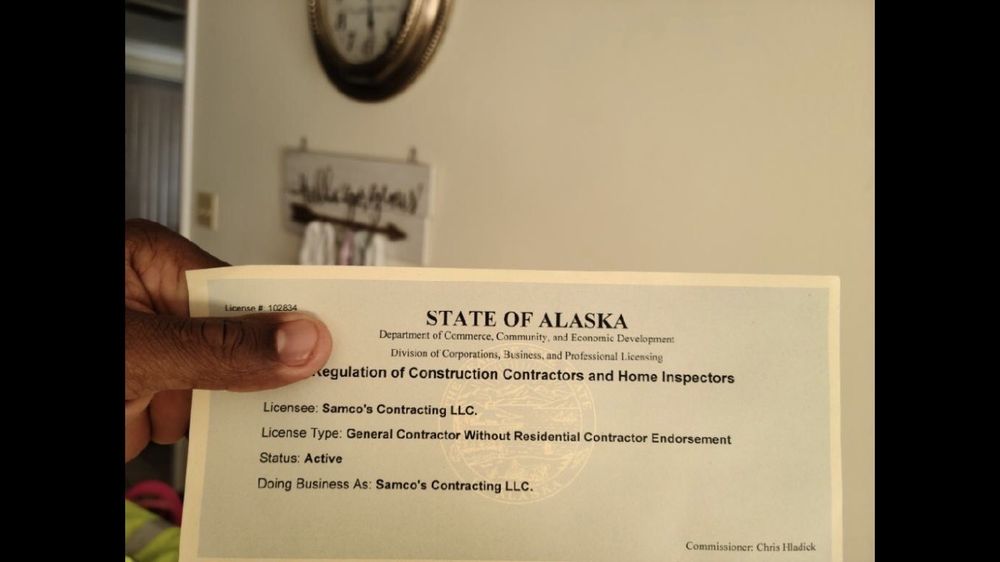 License #: 102834
STATE OF ALASKA
Department of Commerce, Community, and Economic Development
Division of Corporations, Business, and Professional Licensing
Regulation of Construction Contractors and Home Inspectors
Licensee: Samco's Contracting LLC.
License Type: General Contractor Without Residential Contractor Endorsement
Status: Active
Doing Business As: Samco's Contracting LLC.
Commissioner: Chris Hladick